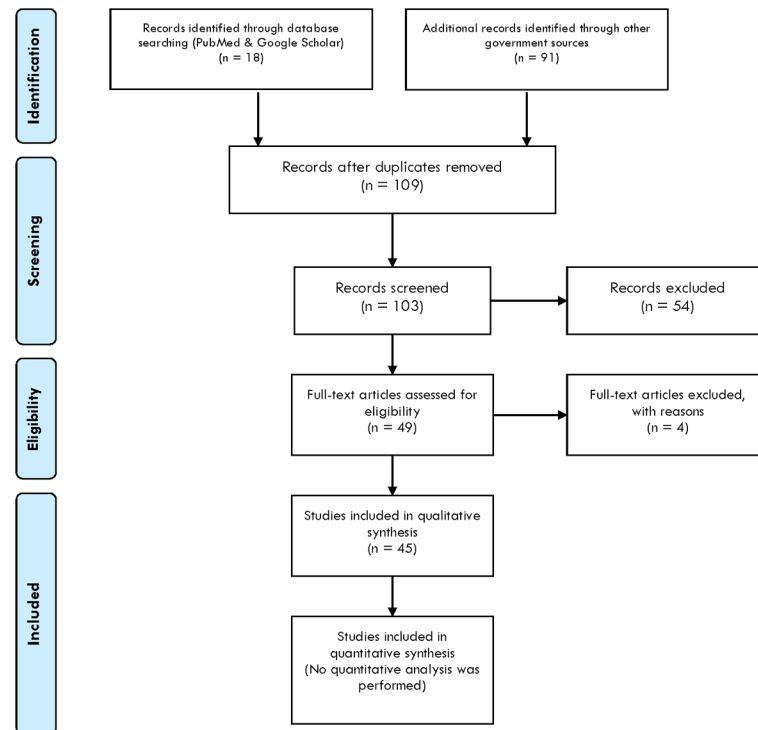 Identification
Records identified through database
searching (PubMed & Google Scholar)
(n = 18)
Additional records identified through other
government sources
(n = 91)
Screening
Records after duplicates removed
(n = 109)
Records screened
(n = 103)
Records excluded
(n = 54)
Eligibility
Full-text articles assessed for
eligibility
(n = 49)
Full-text articles excluded,
with reasons
(n = 4)
Included
Studies included in qualitative
synthesis
(n = 45)
Studies included in
quantitative synthesis
(No quantitative analysis was
performed)